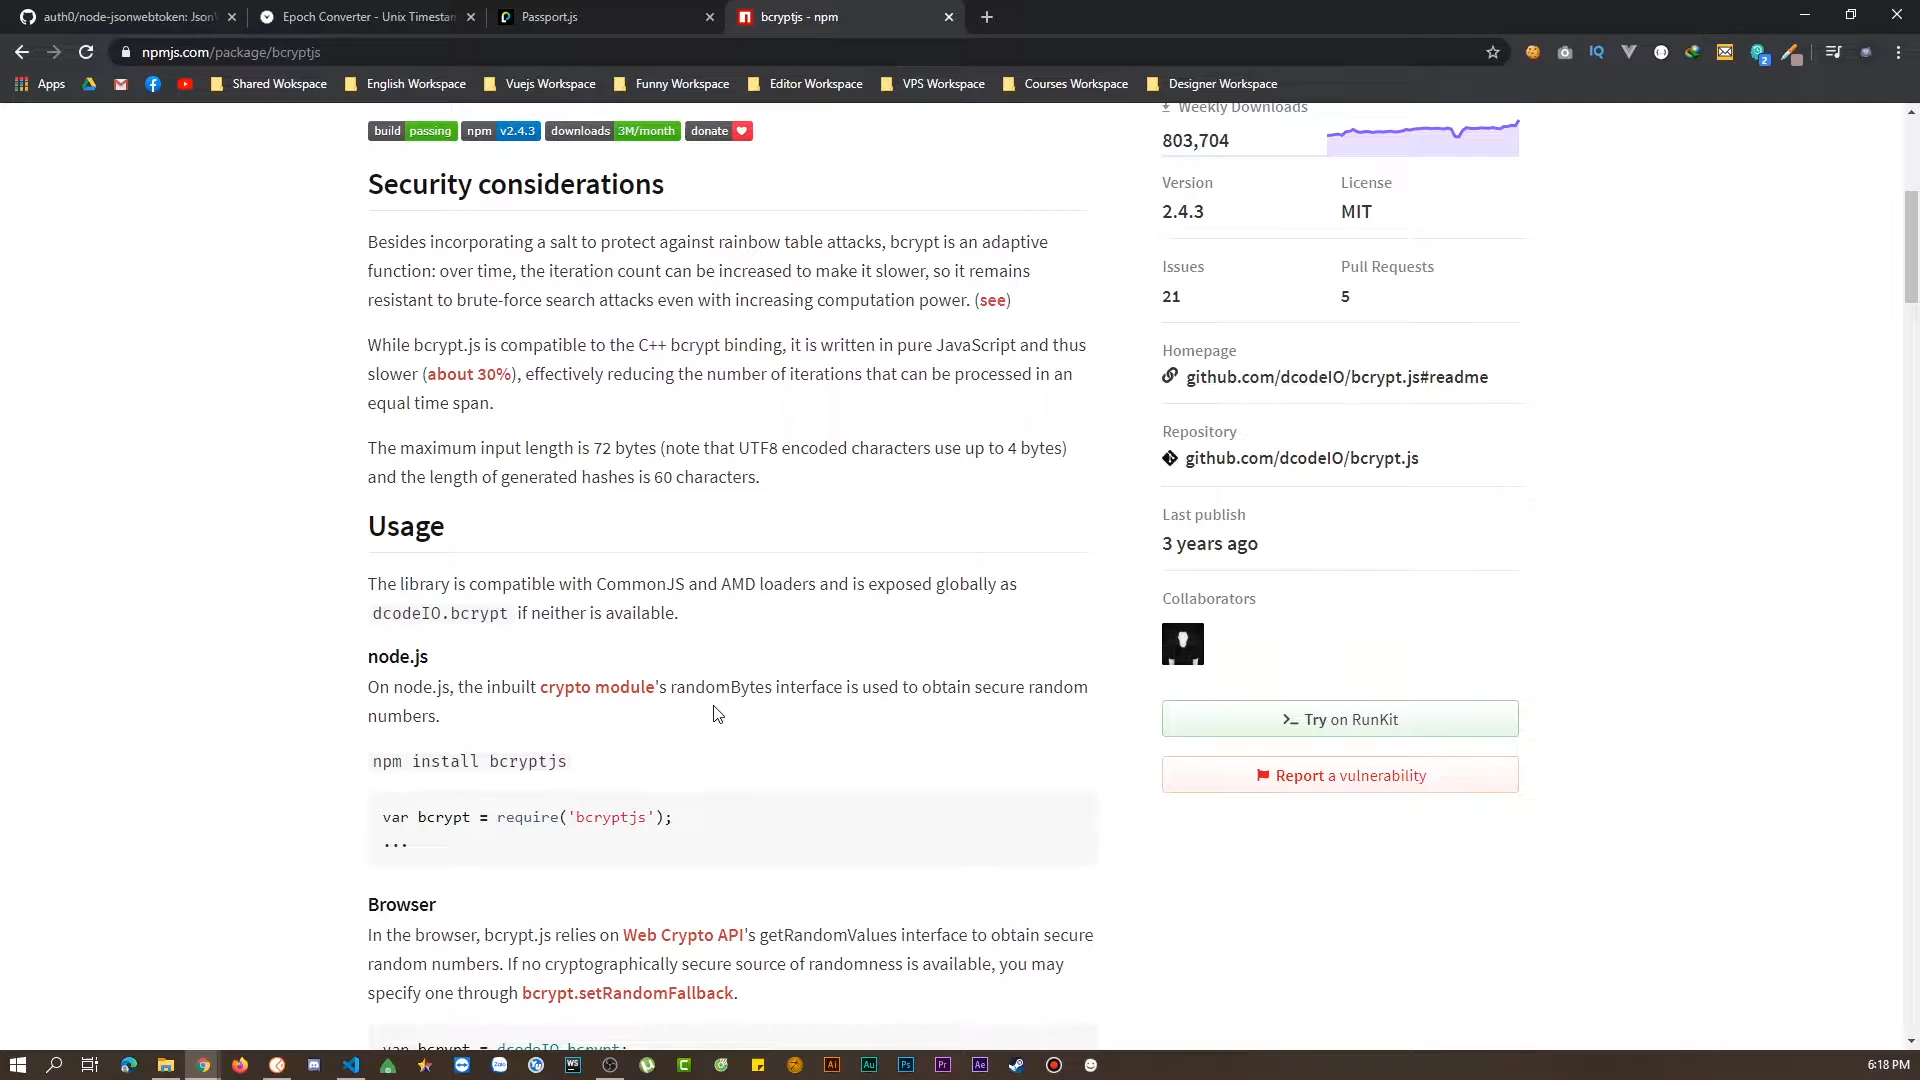 auth0/node-jsonwebtoken: JsonW
Epoch Converter - Unix Timestam
Passport.js
bcryptjs - npm
npmjs.com/package/bcryptjs
Apps
Shared Wokspace
English Workspace
Vuejs Workspace
Funny Workspace
Editor Workspace
VPS Workspace
Courses Workspace
Designer Workspace
build passing npm v2.4.3 downloads 3M/month donate
Security considerations
Besides incorporating a salt to protect against rainbow table attacks, bcrypt is an adaptive
function: over time, the iteration count can be increased to make it slower, so it remains
resistant to brute-force search attacks even with increasing computation power. (see)
While bcrypt.js is compatible to the C++ bcrypt binding, it is written in pure JavaScript and thus
slower (about 30%), effectively reducing the number of iterations that can be processed in an
equal time span.
The maximum input length is 72 bytes (note that UTF8 encoded characters use up to 4 bytes)
and the length of generated hashes is 60 characters.
Usage
The library is compatible with CommonJS and AMD loaders and is exposed globally as
dcodeIO.bcrypt if neither is available.
node.js
On node.js, the inbuilt crypto module's randomBytes interface is used to obtain secure random
numbers.
npm install bcryptjs
var bcrypt = require('bcryptjs');
...
Browser
In the browser, bcrypt.js relies on Web Crypto API's getRandomValues interface to obtain secure
random numbers. If no cryptographically secure source of randomness is available, you may
specify one through bcrypt.setRandomFallback.
var bcrypt = dcodeIO.bcrypt;
Weekly Downloads
803,704
Version
2.4.3
License
MIT
Issues
21
Pull Requests
5
Homepage
github.com/dcodeIO/bcrypt.js#readme
Repository
github.com/dcodeIO/bcrypt.js
Last publish
3 years ago
Collaborators
Try on RunKit
Report a vulnerability
6:18 PM